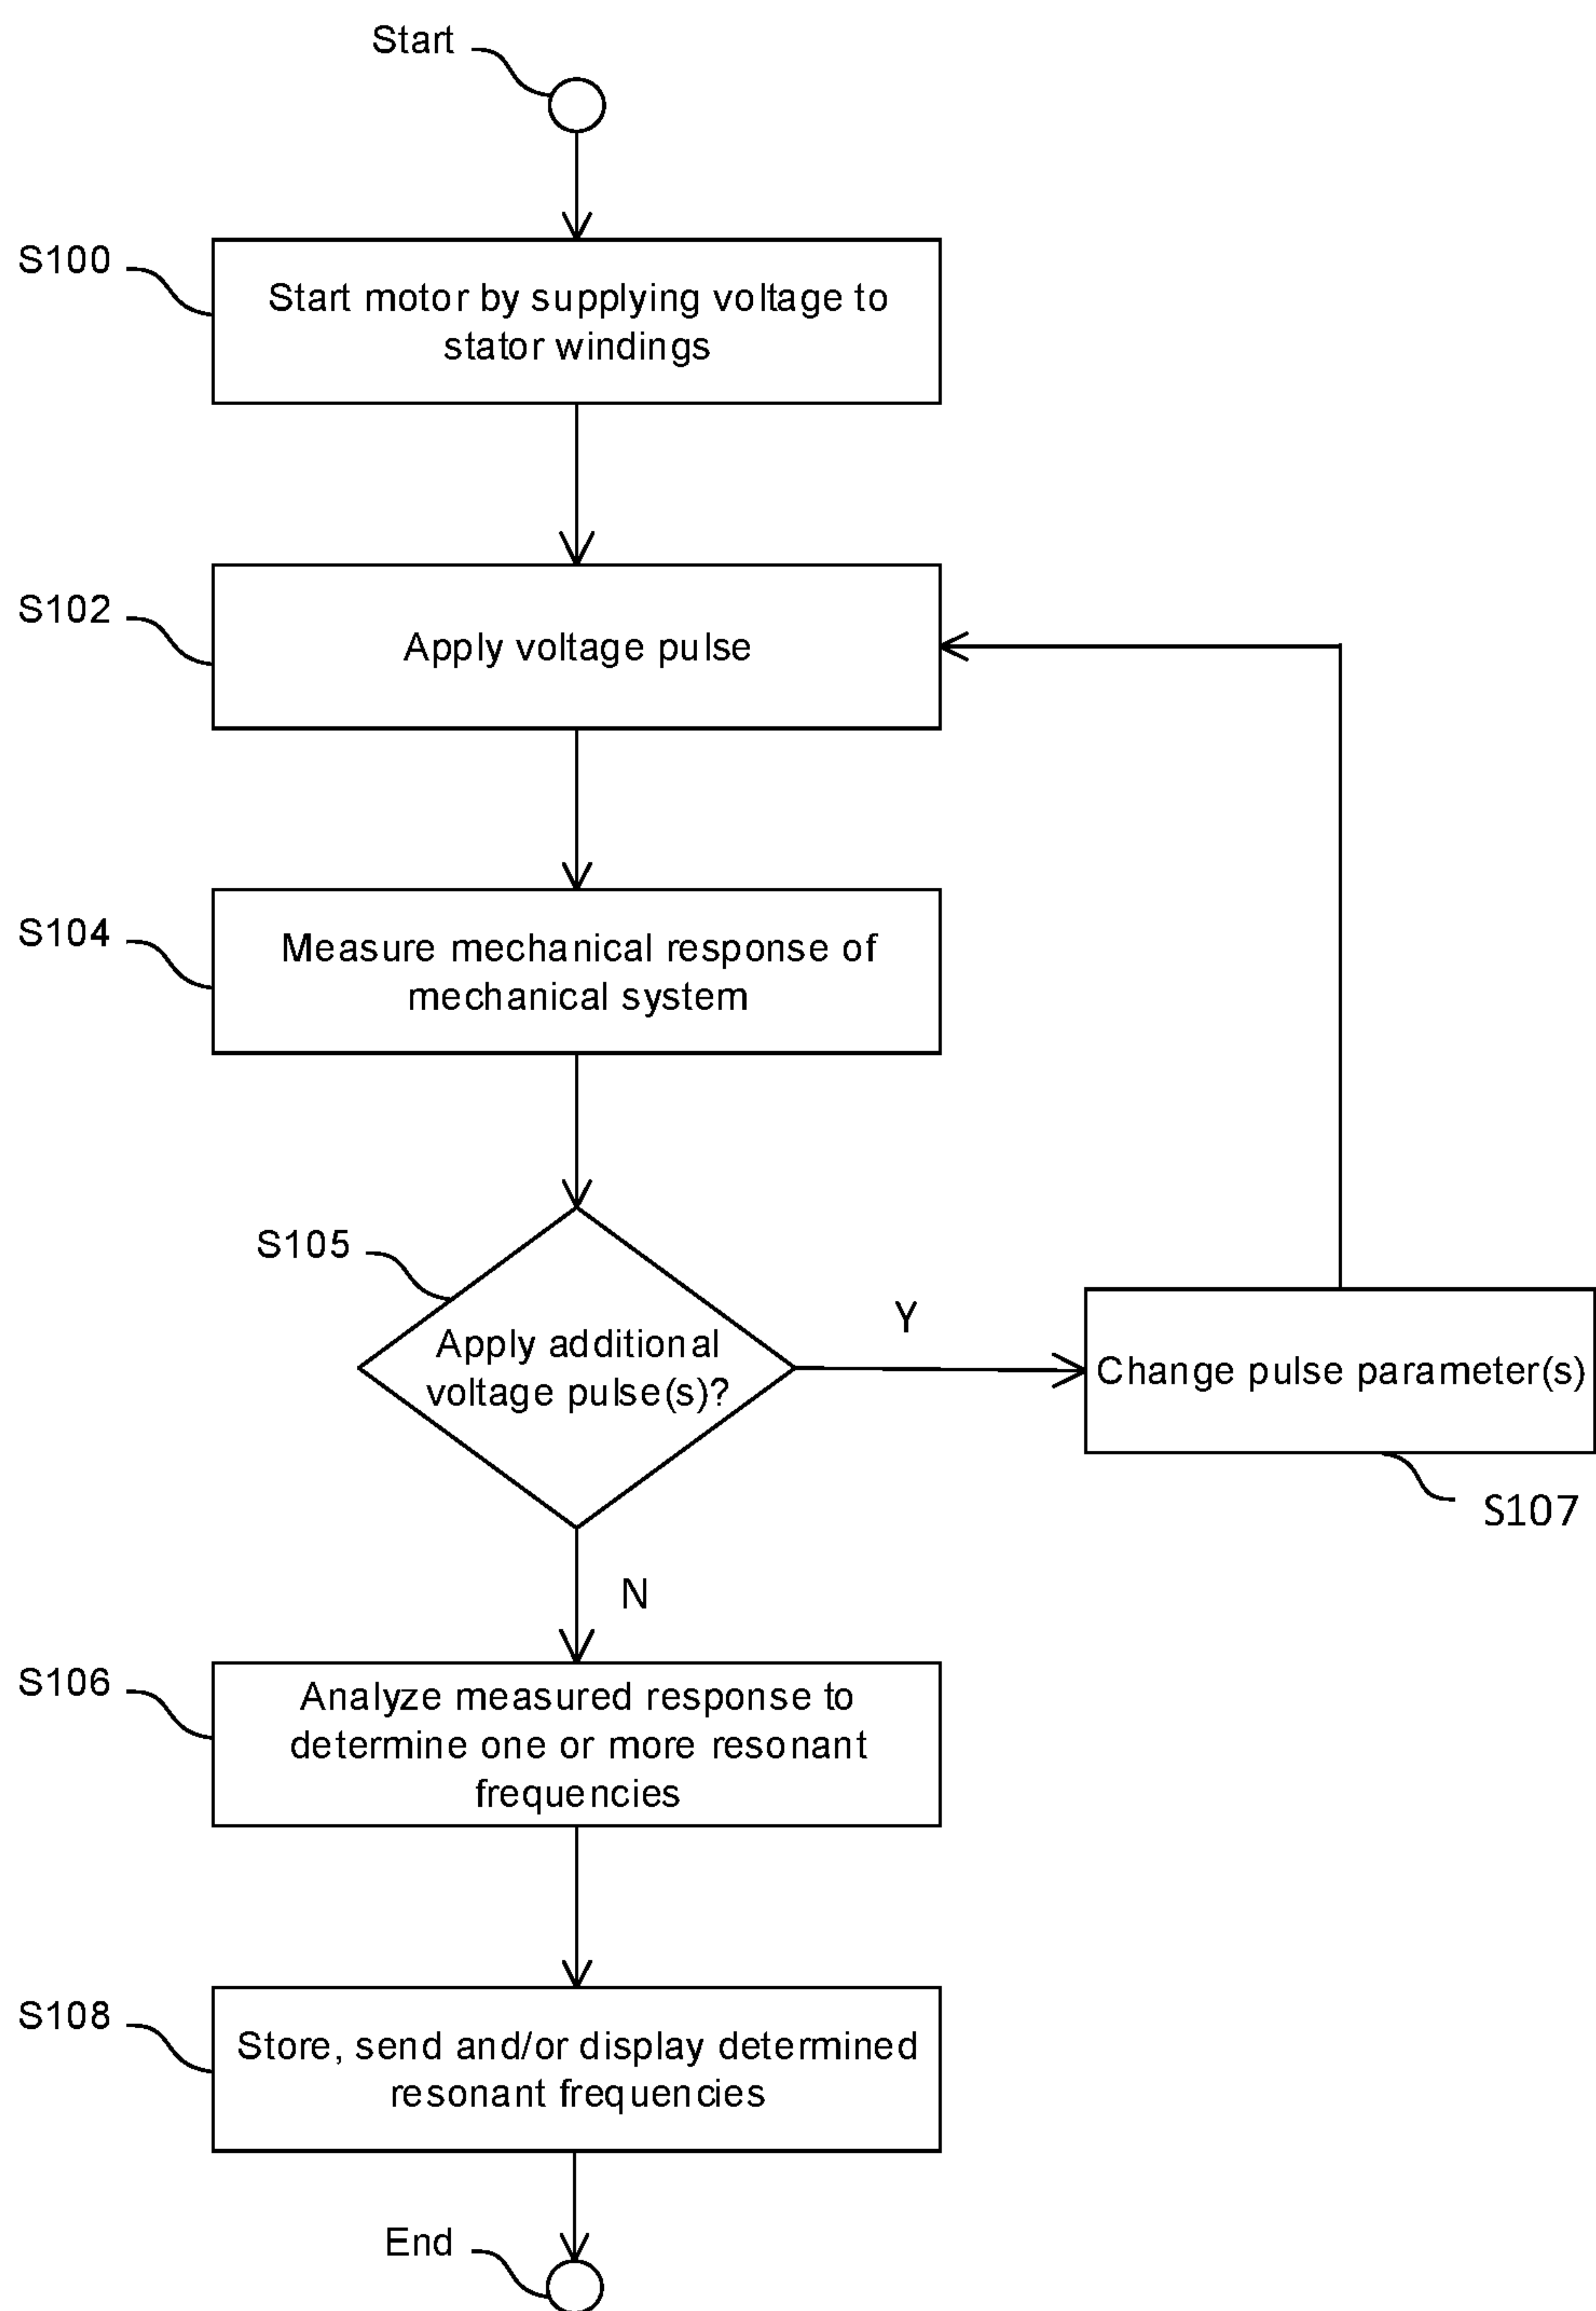 Start
S100
Start motor by supplying voltage to
stator windings
S102
Apply voltage pulse
S104
Measure mechanical response of
mechanical system
S105
Apply additional
voltage pulse(s)?
Y
Change pulse parameter(s)
S107
N
S106
Analyze measured response to
determine one or more resonant
frequencies
S108
Store, send and/or display determined
resonant frequencies
End